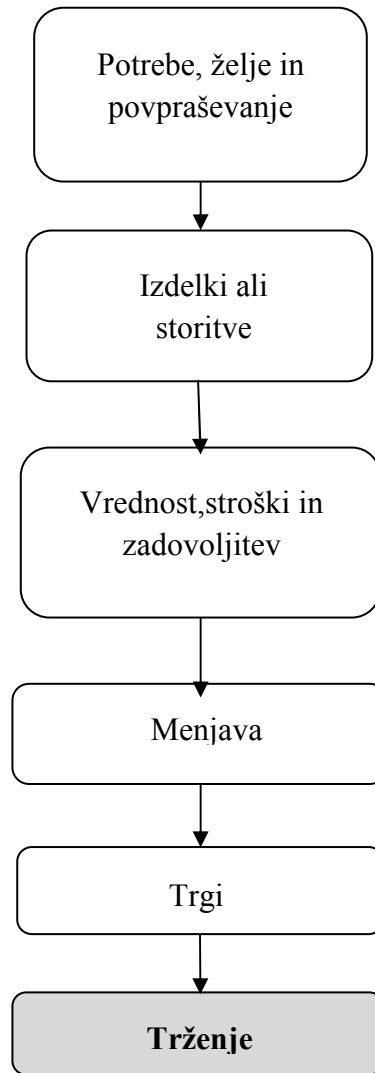 Potrebe, želje in
povpraševanje
Izdelki ali
storitve
Vrednost,stroški in
zadovoljitev
Menjava
Trgi
Trženje